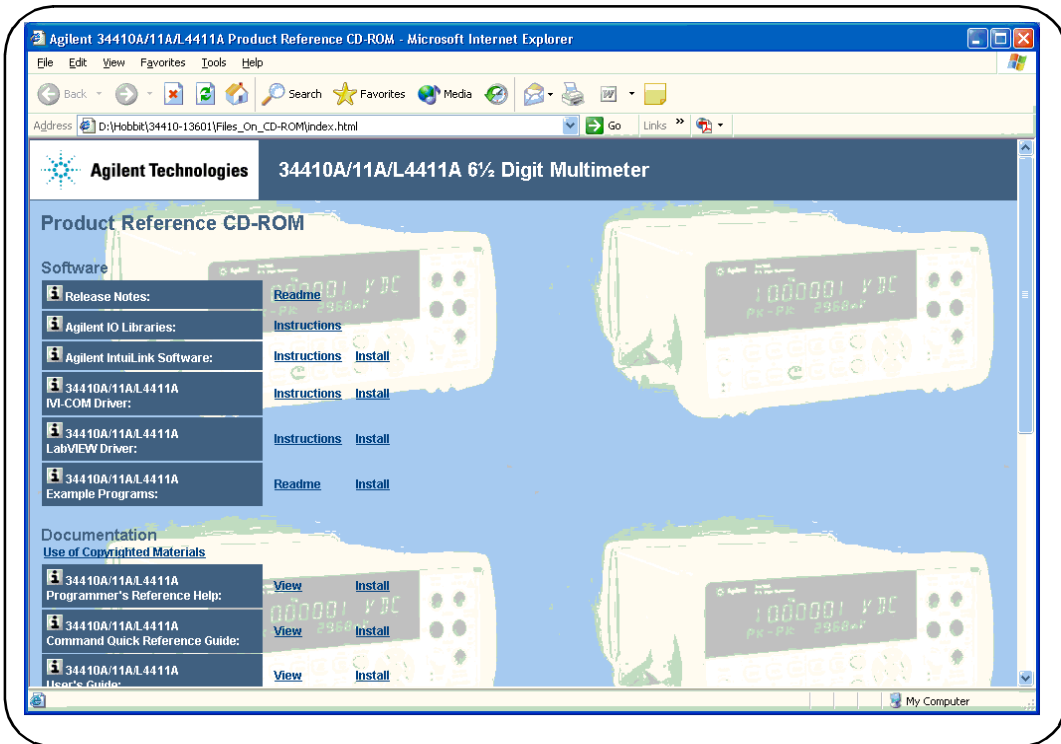 Agilent 34410A/11A/L4411A Product Reference CD-ROM - Microsoft Internet Explorer
File Edit View Favorites Tools Help
Back Search Favorites Media
Address D:\Hobbit\34410-13601\Files_On_CD-ROM\index.html Go Links »
Agilent Technologies 34410A/11A/L4411A 6½ Digit Multimeter
Product Reference CD-ROM
Software
Release Notes: Readme
Agilent IO Libraries: Instructions
Agilent IntuiLink Software: Instructions Install
34410A/11A/L4411A
IVI-COM Driver: Instructions Install
34410A/11A/L4411A
LabVIEW Driver: Instructions Install
34410A/11A/L4411A
Example Programs: Readme Install
Documentation
Use of Copyrighted Materials
34410A/11A/L4411A
Programmer's Reference Help: View Install
34410A/11A/L4411A
Command Quick Reference Guide: View Install
34410A/11A/L4411A
User's Guide: View Install
My Computer